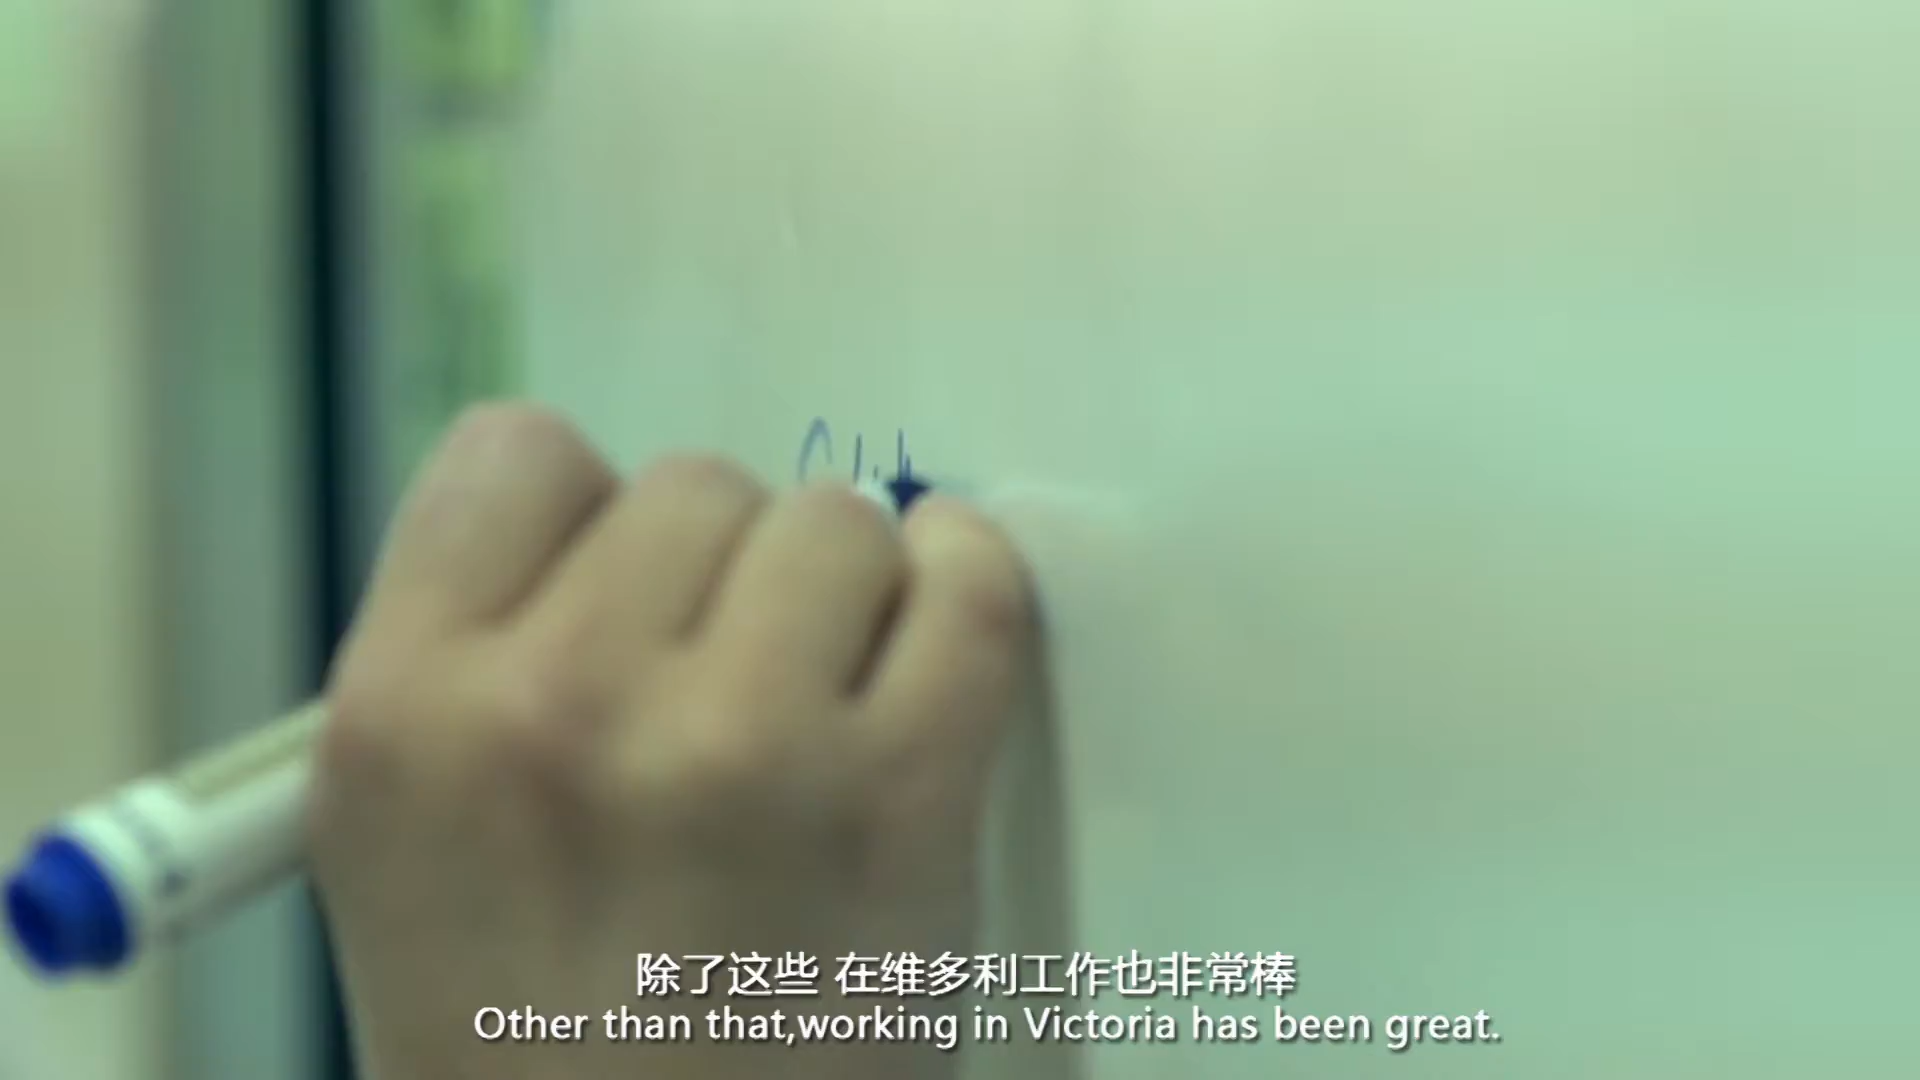 除了这些 在维多利工作也非常棒
Other than that,working in Victoria has been great.